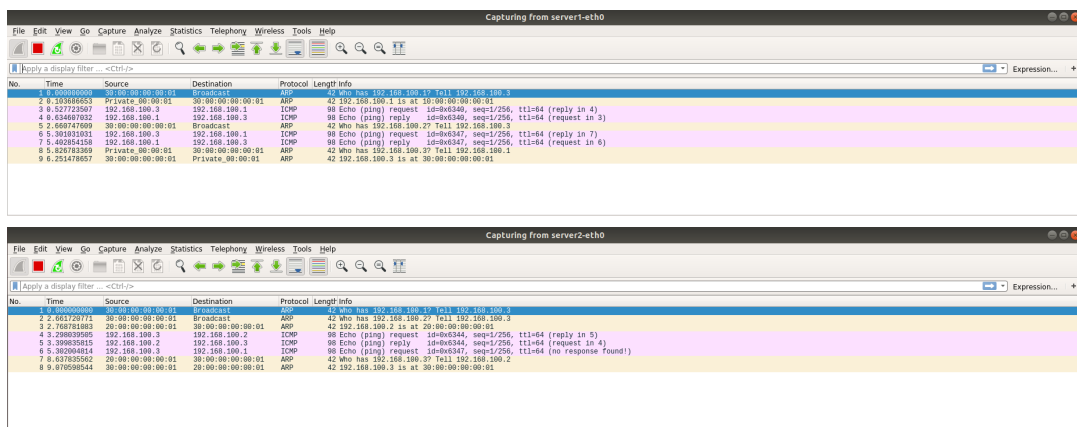 Capturing from server1-eth0
File Edit View Go Capture Analyze Statistics Telephony Wireless Tools Help
Apply a display filter ... <Ctrl-/> Expression... +
No. Time Source Destination Protocol Length Info
1 0.000000000 30:00:00:00:00:01 Broadcast ARP 42 Who has 192.168.100.1? Tell 192.168.100.3
2 0.103686653 Private_00:00:01 30:00:00:00:00:01 ARP 42 192.168.100.1 is at 10:00:00:00:00:01
3 0.527723507 192.168.100.3 192.168.100.1 ICMP 98 Echo (ping) request id=0x6340, seq=1/256, ttl=64 (reply in 4)
4 0.634607032 192.168.100.1 192.168.100.3 ICMP 98 Echo (ping) reply id=0x6340, seq=1/256, ttl=64 (request in 3)
5 2.660747609 30:00:00:00:00:01 Broadcast ARP 42 Who has 192.168.100.2? Tell 192.168.100.3
6 5.301031031 192.168.100.3 192.168.100.1 ICMP 98 Echo (ping) request id=0x6347, seq=1/256, ttl=64 (reply in 7)
7 5.402854158 192.168.100.1 192.168.100.3 ICMP 98 Echo (ping) reply id=0x6347, seq=1/256, ttl=64 (request in 6)
8 5.826783369 Private_00:00:01 30:00:00:00:00:01 ARP 42 Who has 192.168.100.3? Tell 192.168.100.1
9 6.251478657 30:00:00:00:00:01 Private_00:00:01 ARP 42 192.168.100.3 is at 30:00:00:00:00:01
Capturing from server2-eth0
File Edit View Go Capture Analyze Statistics Telephony Wireless Tools Help
Apply a display filter ... <Ctrl-/> Expression... +
No. Time Source Destination Protocol Length Info
1 0.000000000 30:00:00:00:00:01 Broadcast ARP 42 Who has 192.168.100.1? Tell 192.168.100.3
2 2.661720771 30:00:00:00:00:01 Broadcast ARP 42 Who has 192.168.100.2? Tell 192.168.100.3
3 2.768781083 20:00:00:00:00:01 30:00:00:00:00:01 ARP 42 192.168.100.2 is at 20:00:00:00:00:01
4 3.298039505 192.168.100.3 192.168.100.2 ICMP 98 Echo (ping) request id=0x6344, seq=1/256, ttl=64 (reply in 5)
5 3.399835815 192.168.100.2 192.168.100.3 ICMP 98 Echo (ping) reply id=0x6344, seq=1/256, ttl=64 (request in 4)
6 5.302004814 192.168.100.3 192.168.100.1 ICMP 98 Echo (ping) request id=0x6347, seq=1/256, ttl=64 (no response found!)
7 8.637835562 20:00:00:00:00:01 30:00:00:00:00:01 ARP 42 Who has 192.168.100.3? Tell 192.168.100.2
8 9.070598544 30:00:00:00:00:01 20:00:00:00:00:01 ARP 42 192.168.100.3 is at 30:00:00:00:00:01